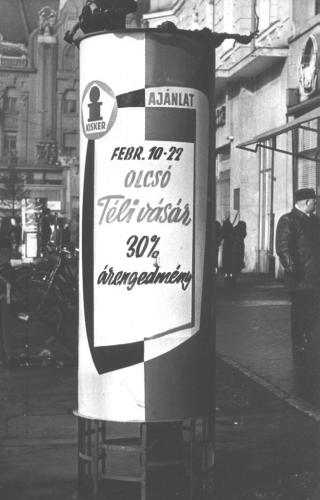 KISKER
AJÁNLAT
FEBR. 10-22
OLCSÓ
Téli vásár
30%
árengedmény